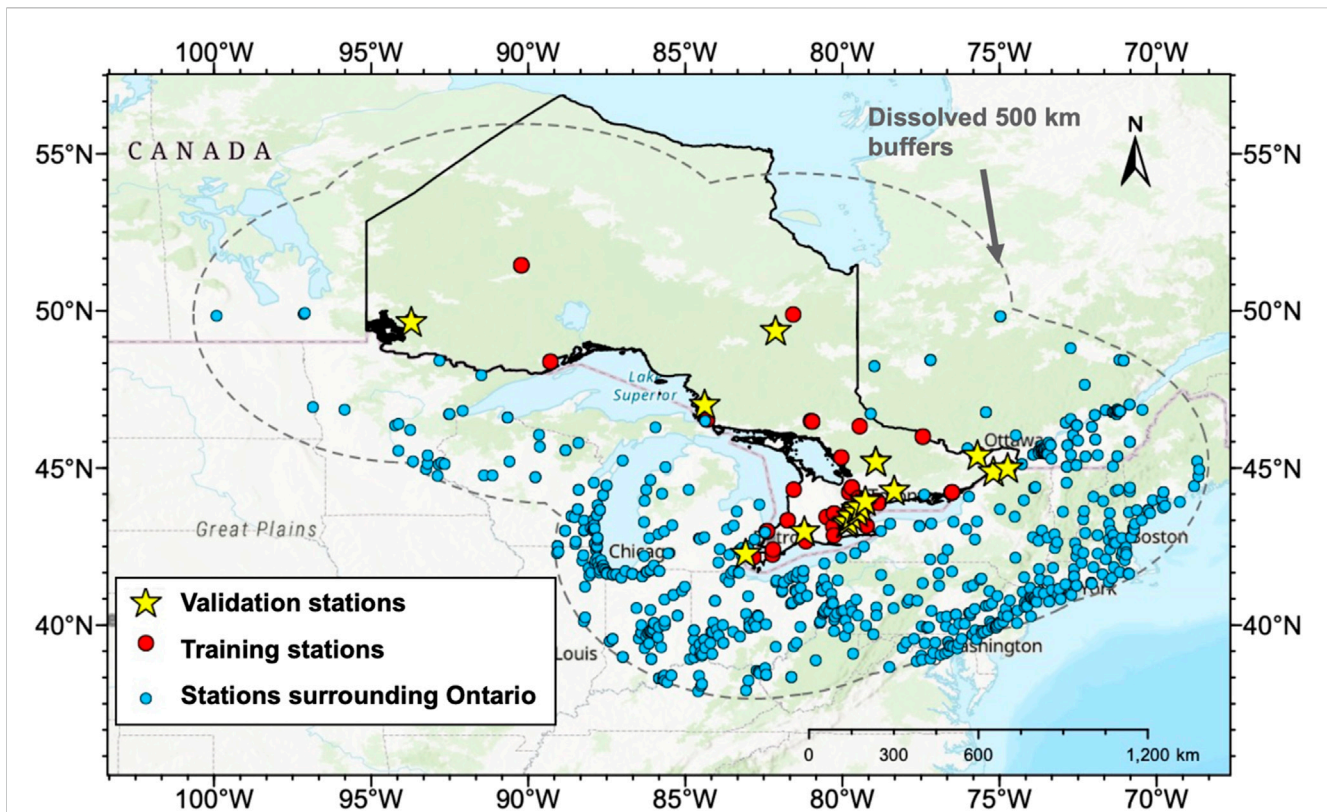 100°W 95°W 90°W 85°W 80°W 75°W 70°W
Dissolved 500 km
buffers
N
CANADA
55°N 55°N
50°N 50°N
Lake
Superior
Ottawa
45°N 45°N
Great Plains
Chicago
Boston
Validation stations
40°N 40°N
Training stations
Louis
Stations surrounding Ontario
0 300 600 1,200 km
100°W 95°W 90°W 85°W 80°W 75°W 70°W